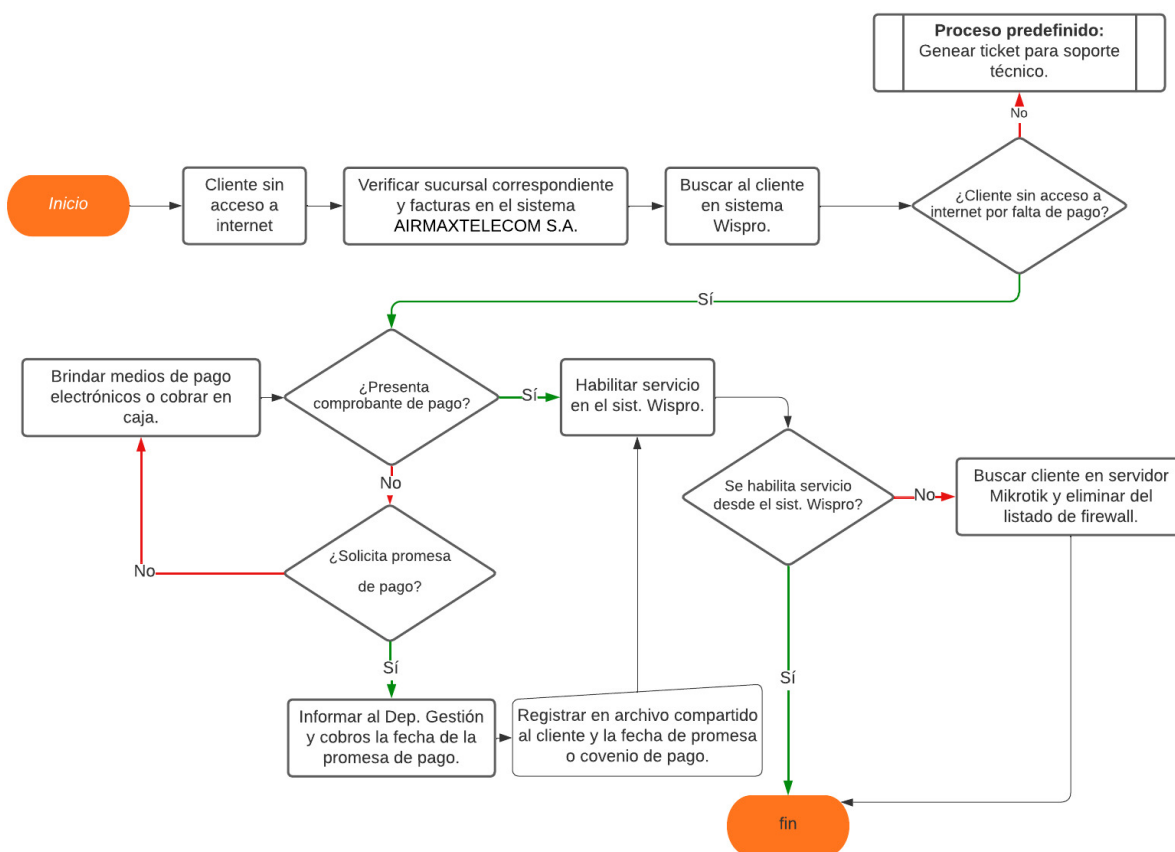 Proceso predefinido:
Genear ticket para soporte
técnico.
No
Inicio
Cliente sin
acceso a
internet
Verificar sucursal correspondiente
y facturas en el sistema
AIRMAXTELECOM S.A.
Buscar al cliente
en sistema
Wispro.
¿Cliente sin acceso a
internet por falta de pago?
Sí
Brindar medios de pago
electrónicos o cobrar en
caja.
¿Presenta
comprobante de pago?
Sí
Habilitar servicio
en el sist. Wispro.
No
Se habilita servicio
desde el sist. Wispro?
No
Buscar cliente en servidor
Mikrotik y eliminar del
listado de firewall.
¿Solicita promesa
de pago?
No
Sí
Sí
Informar al Dep. Gestión
y cobros la fecha de la
promesa de pago.
Registrar en archivo compartido
al cliente y la fecha de promesa
o covenio de pago.
fin